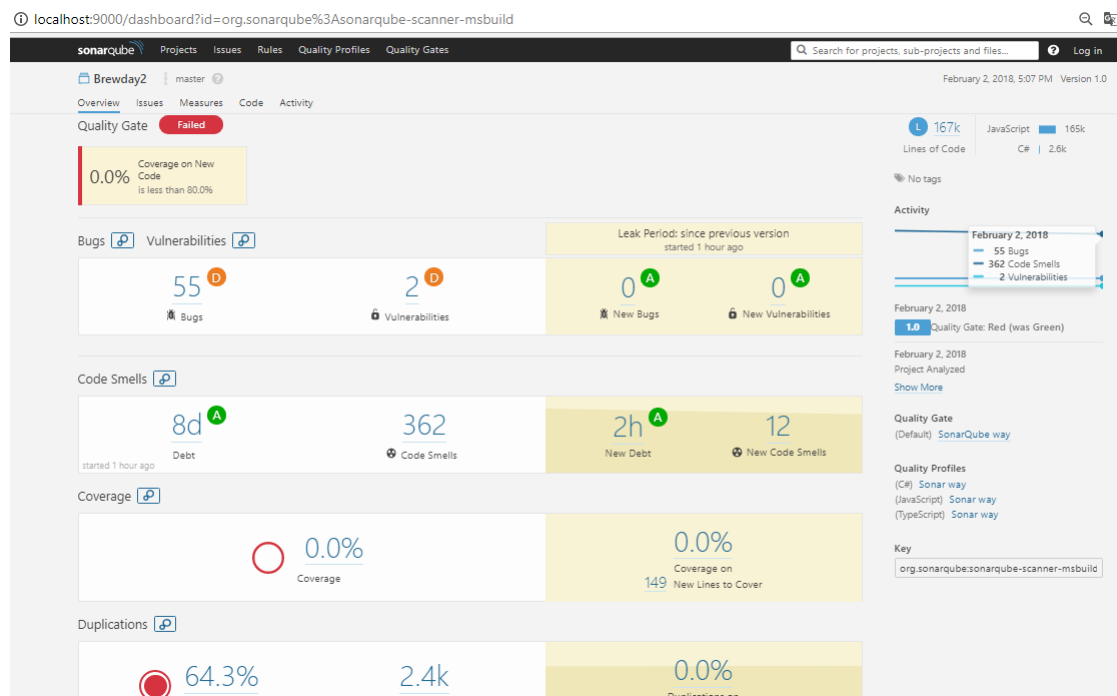 localhost:9000/dashboard?id=org.sonarqube%3Asonarqube-scanner-msbuild
sonarqube Projects Issues Rules Quality Profiles Quality Gates Search for projects, sub-projects and files... ? Log in
Brewday2 master ? February 2, 2018, 5:07 PM Version 1.0
Overview Issues Measures Code Activity
Quality Gate Failed
L 167k JavaScript 165k
Lines of Code C# 2.6k
0.0% Coverage on New Code
is less than 80.0%
No tags
Activity
February 2, 2018
55 Bugs
362 Code Smells
2 Vulnerabilities
Bugs Vulnerabilities
Leak Period: since previous version
started 1 hour ago
55 D 2 D 0 A 0 A
Bugs Vulnerabilities New Bugs New Vulnerabilities
February 2, 2018
1.0 Quality Gate: Red (was Green)
February 2, 2018
Project Analyzed
Show More
Code Smells
8d A 362 2h A 12
Debt Code Smells New Debt New Code Smells
started 1 hour ago
Quality Gate
(Default) SonarQube way
Quality Profiles
(C#) Sonar way
(JavaScript) Sonar way
(TypeScript) Sonar way
Coverage
0.0% 0.0%
Coverage Coverage on
149 New Lines to Cover
Key
org.sonarqube:sonarqube-scanner-msbuild
Duplications
64.3% 2.4k 0.0%
Duplications on